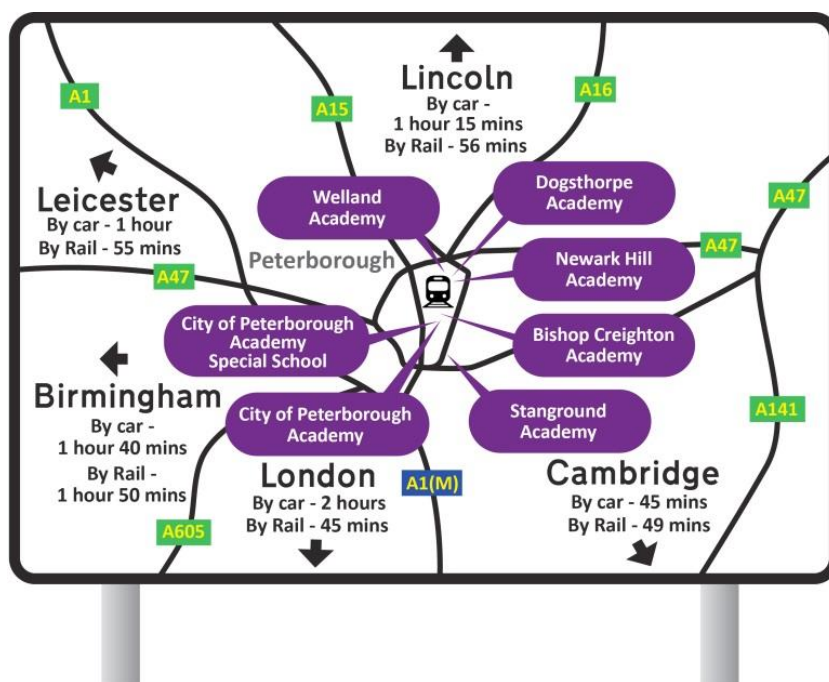 Lincoln
By car -
1 hour 15 mins
By Rail - 56 mins
A1
A15
A16
Leicester
By car - 1 hour
By Rail - 55 mins
Welland
Academy
Dogsthorpe
Academy
A47
Peterborough
A47
Newark Hill
Academy
A47
City of Peterborough
Academy
Special School
Bishop Creighton
Academy
Birmingham
By car -
1 hour 40 mins
By Rail -
1 hour 50 mins
City of Peterborough
Academy
Stanground
Academy
A141
London
By car - 2 hours
By Rail - 45 mins
A1(M)
Cambridge
By car - 45 mins
By Rail - 49 mins
A605